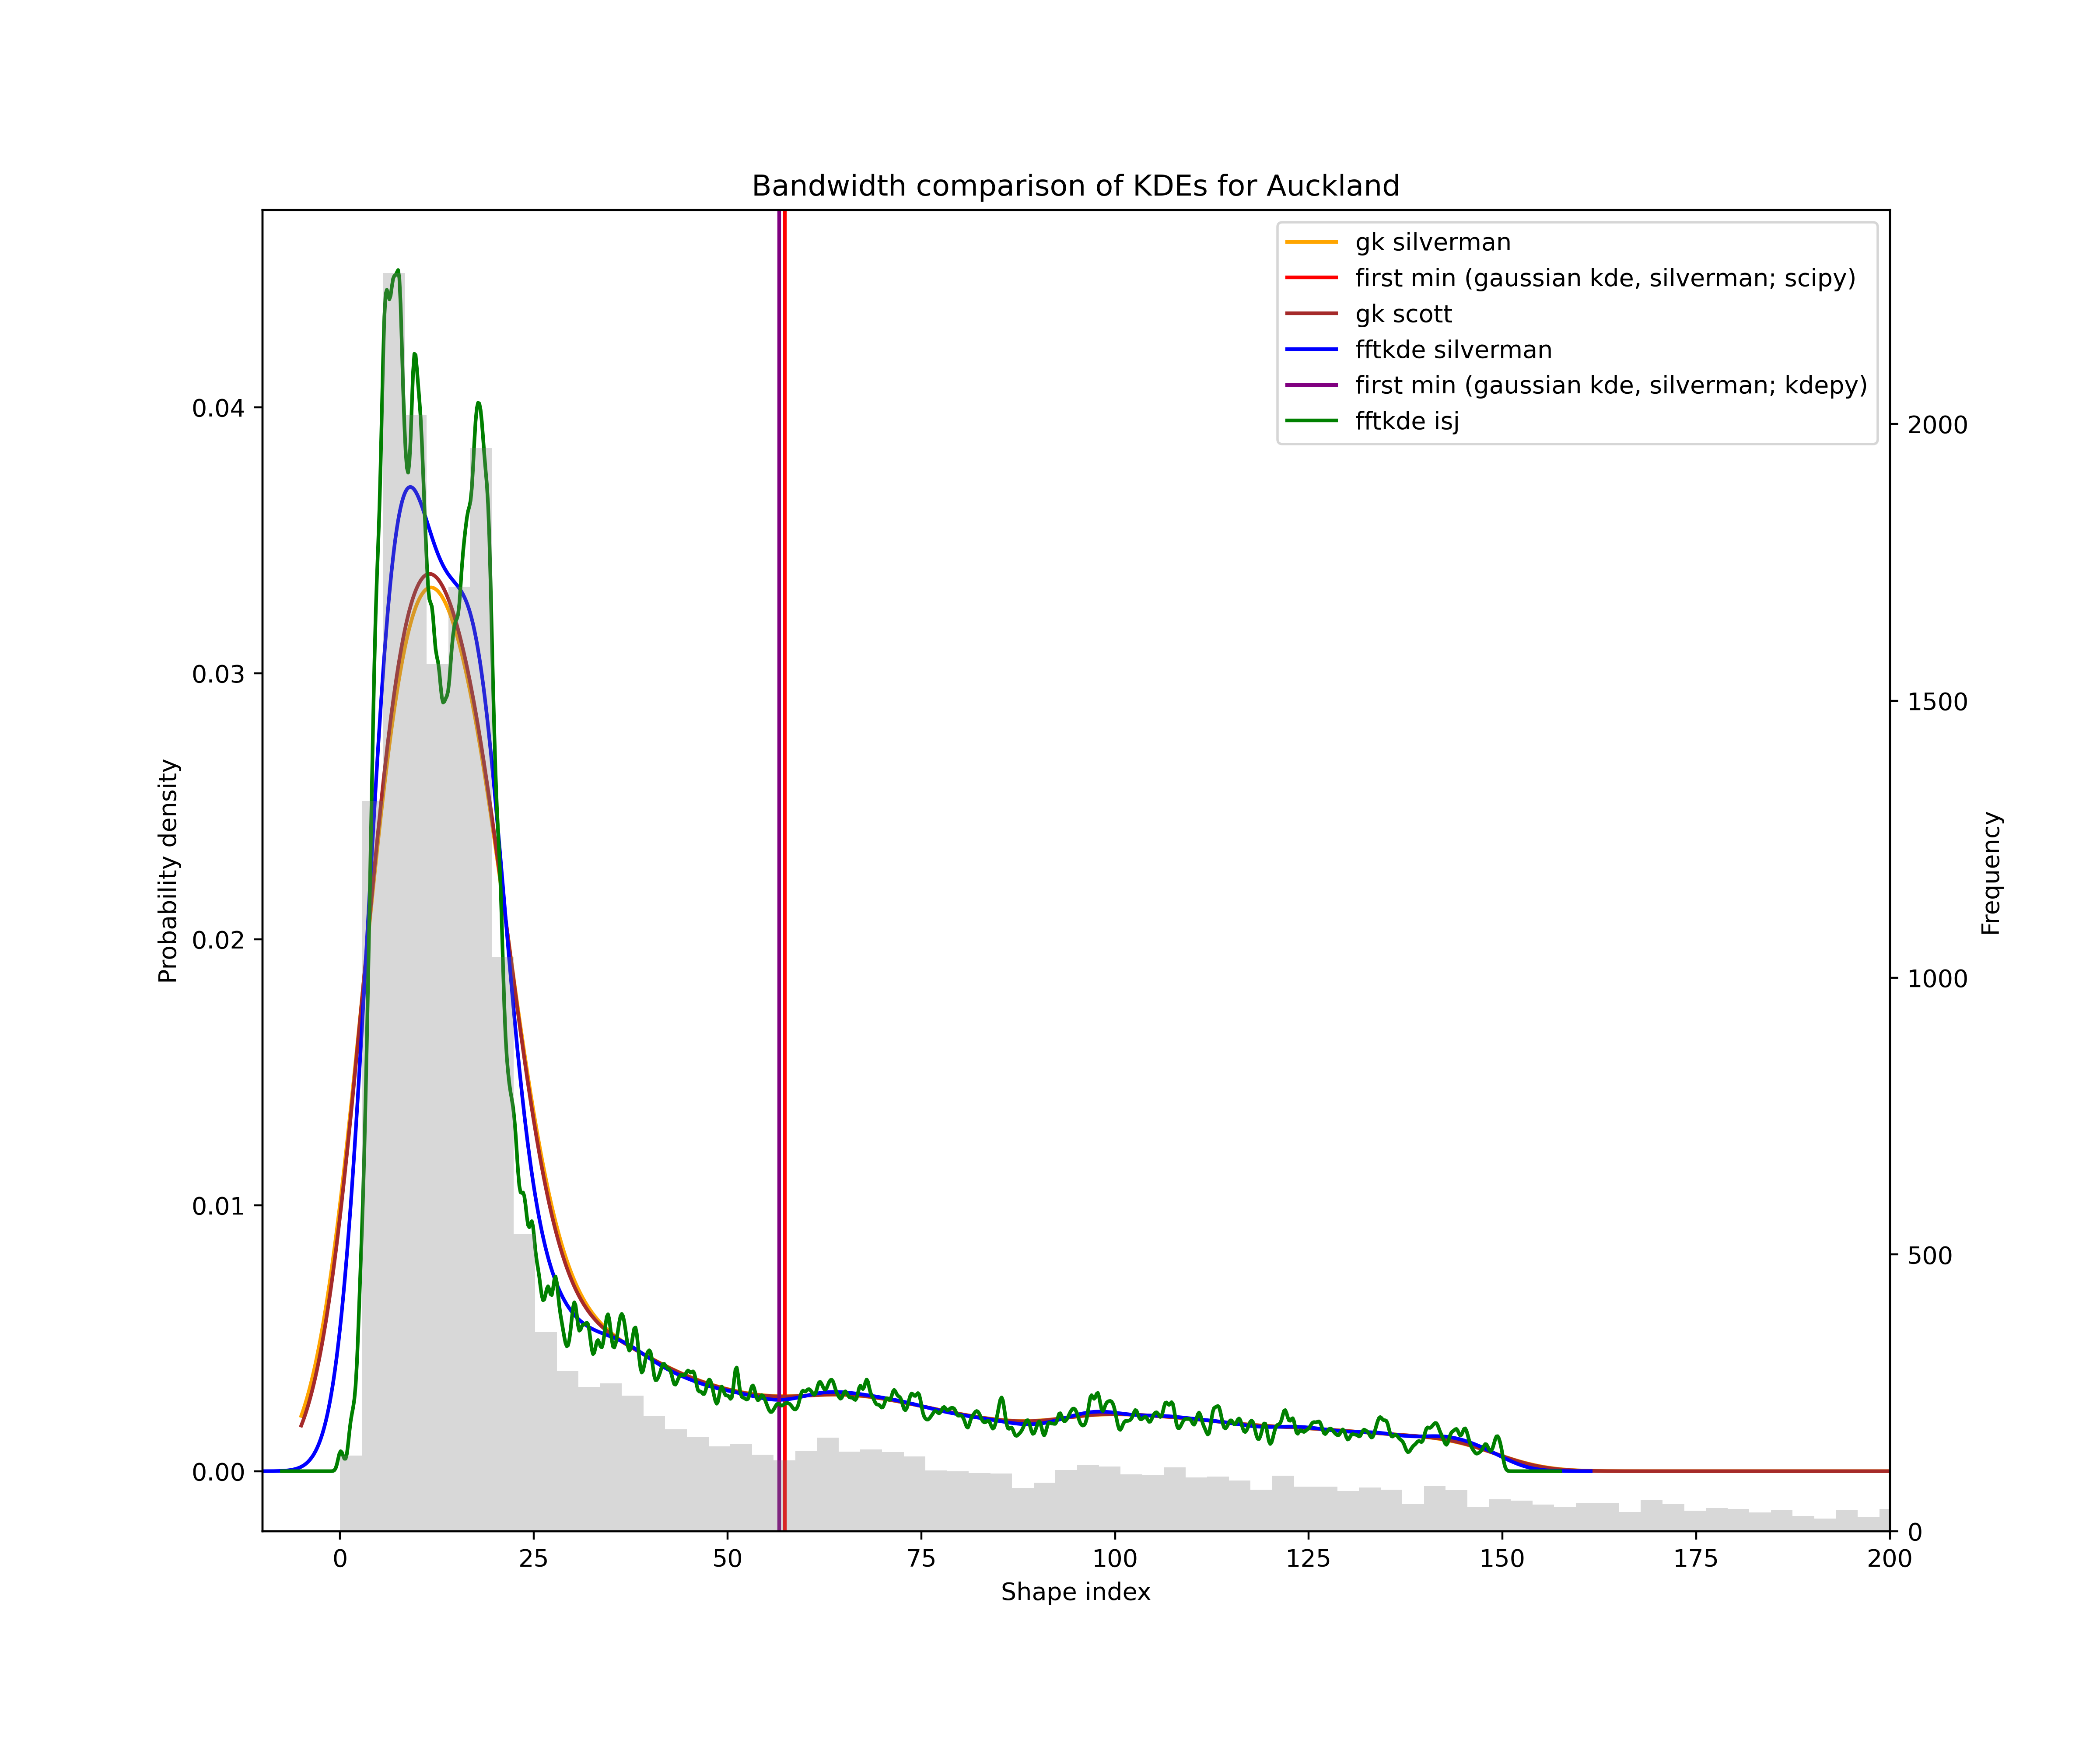 Bandwidth comparison of KDEs for Auckland
gk silverman
first min (gaussian kde, silverman; scipy)
gk scott
fftkde silverman
first min (gaussian kde, silverman; kdepy)
fftkde isj
Probability density
0.04
0.03
0.02
0.01
0.00
2000
1500
1000
500
0
Frequency
0 25 50 75 100 125 150 175 200
Shape index